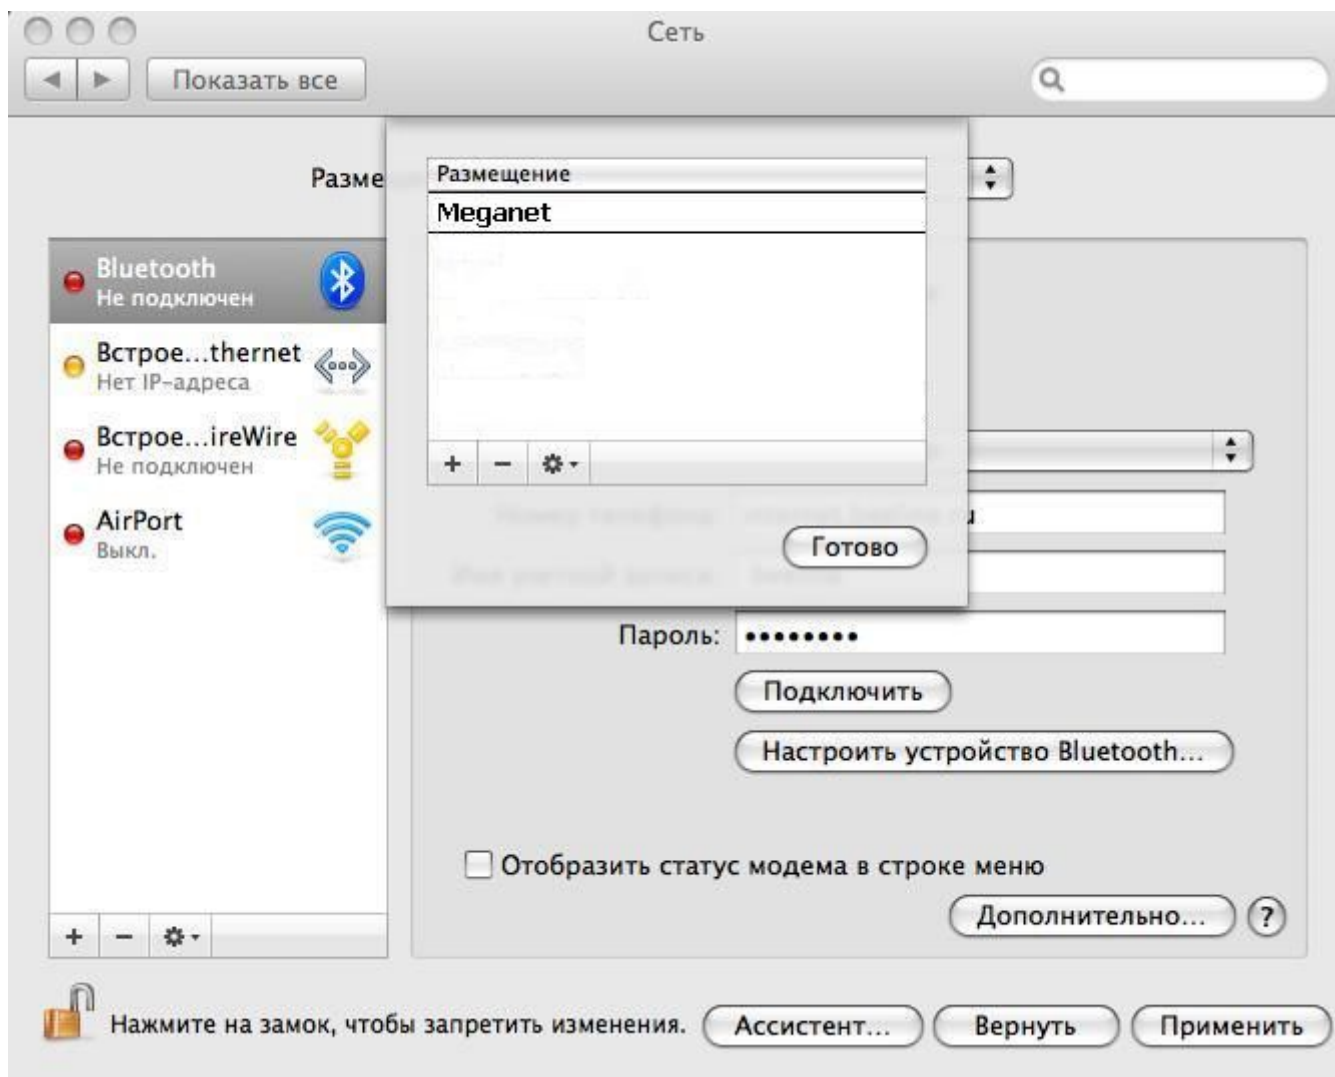 Сеть
Показать все
Разме
Размещение
Meganet
Bluetooth
Не подключен
Встрое...thernet
Нет IP-адреса
Встрое...ireWire
Не подключен
AirPort
Выкл.
Готово
Пароль: ••••••••
Подключить
Настроить устройство Bluetooth...
Отобразить статус модема в строке меню
Дополнительно... ?
Нажмите на замок, чтобы запретить изменения. Ассистент... Вернуть Применить